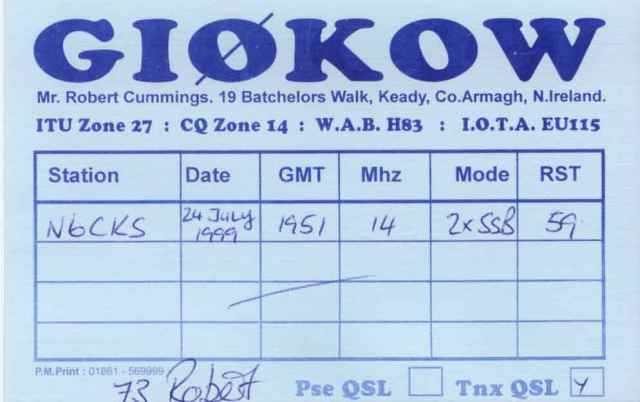 GIØKOW
Mr. Robert Cummings. 19 Batchelors Walk, Keady, Co.Armagh, N.Ireland.
ITU Zone 27 : CQ Zone 14 : W.A.B. H83 : I.O.T.A. EU115
Station Date GMT Mhz Mode RST
N6CKS 24 July 1999 1951 14 2xSSB 59
P.M.Print : 01861 - 569999
73 Robert Pse QSL Tnx QSL Y